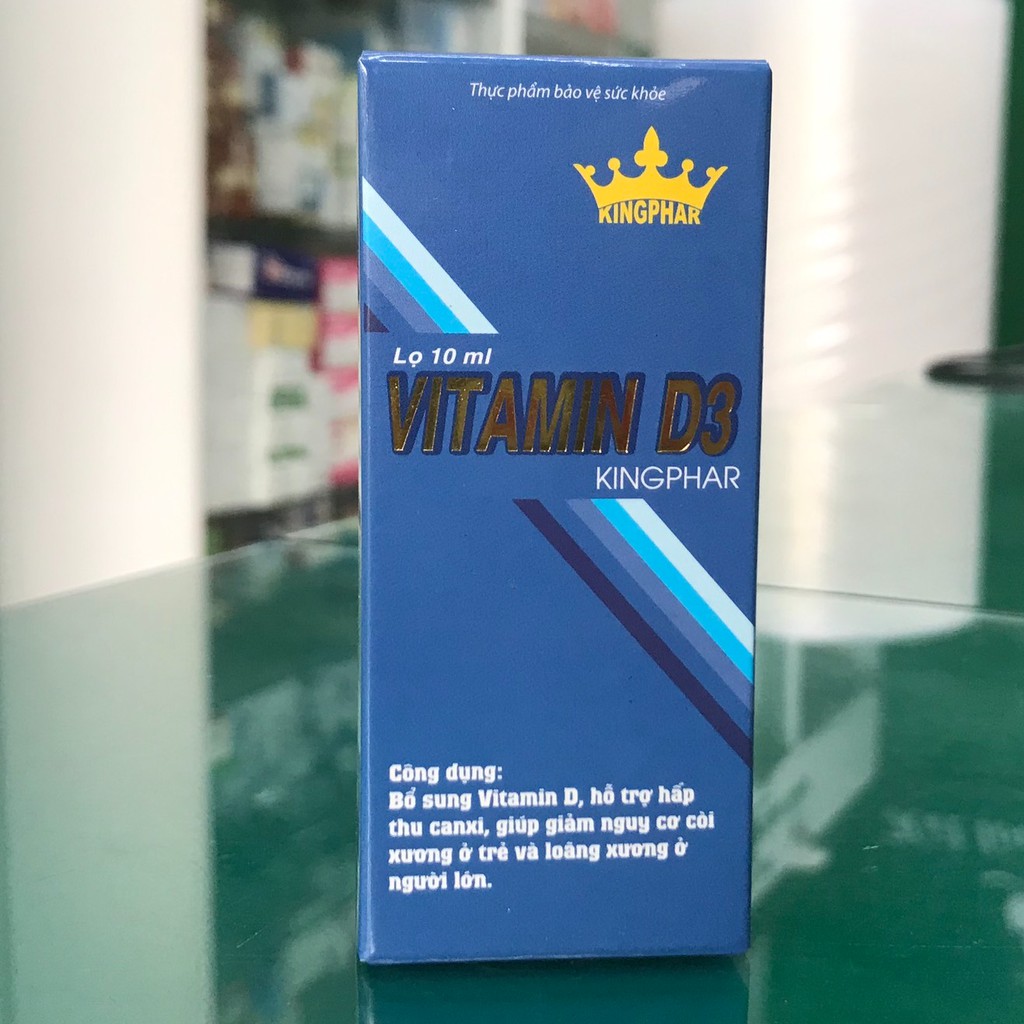 Thực phẩm bảo vệ sức khỏe
KINGPHAR
Lọ 10 ml
VITAMIN D3
KINGPHAR
Công dụng:
Bổ sung Vitamin D, hỗ trợ hấp
thu canxi, giúp giảm nguy cơ còi
xương ở trẻ và loãng xương ở
người lớn.